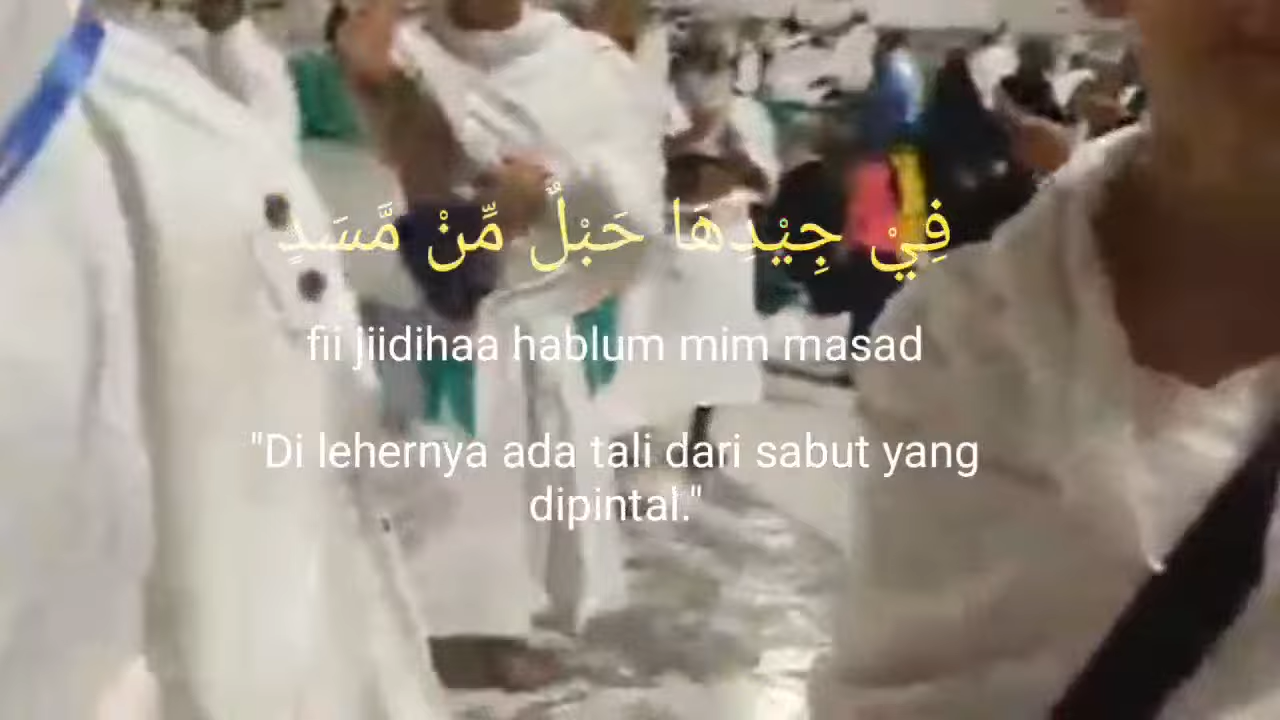 فِيْ جِيْدِهَا حَبْلٌ مِّنْ مَّسَدٍ
fii jiidihaa hablum mim masad
"Di lehernya ada tali dari sabut yang
dipintal."